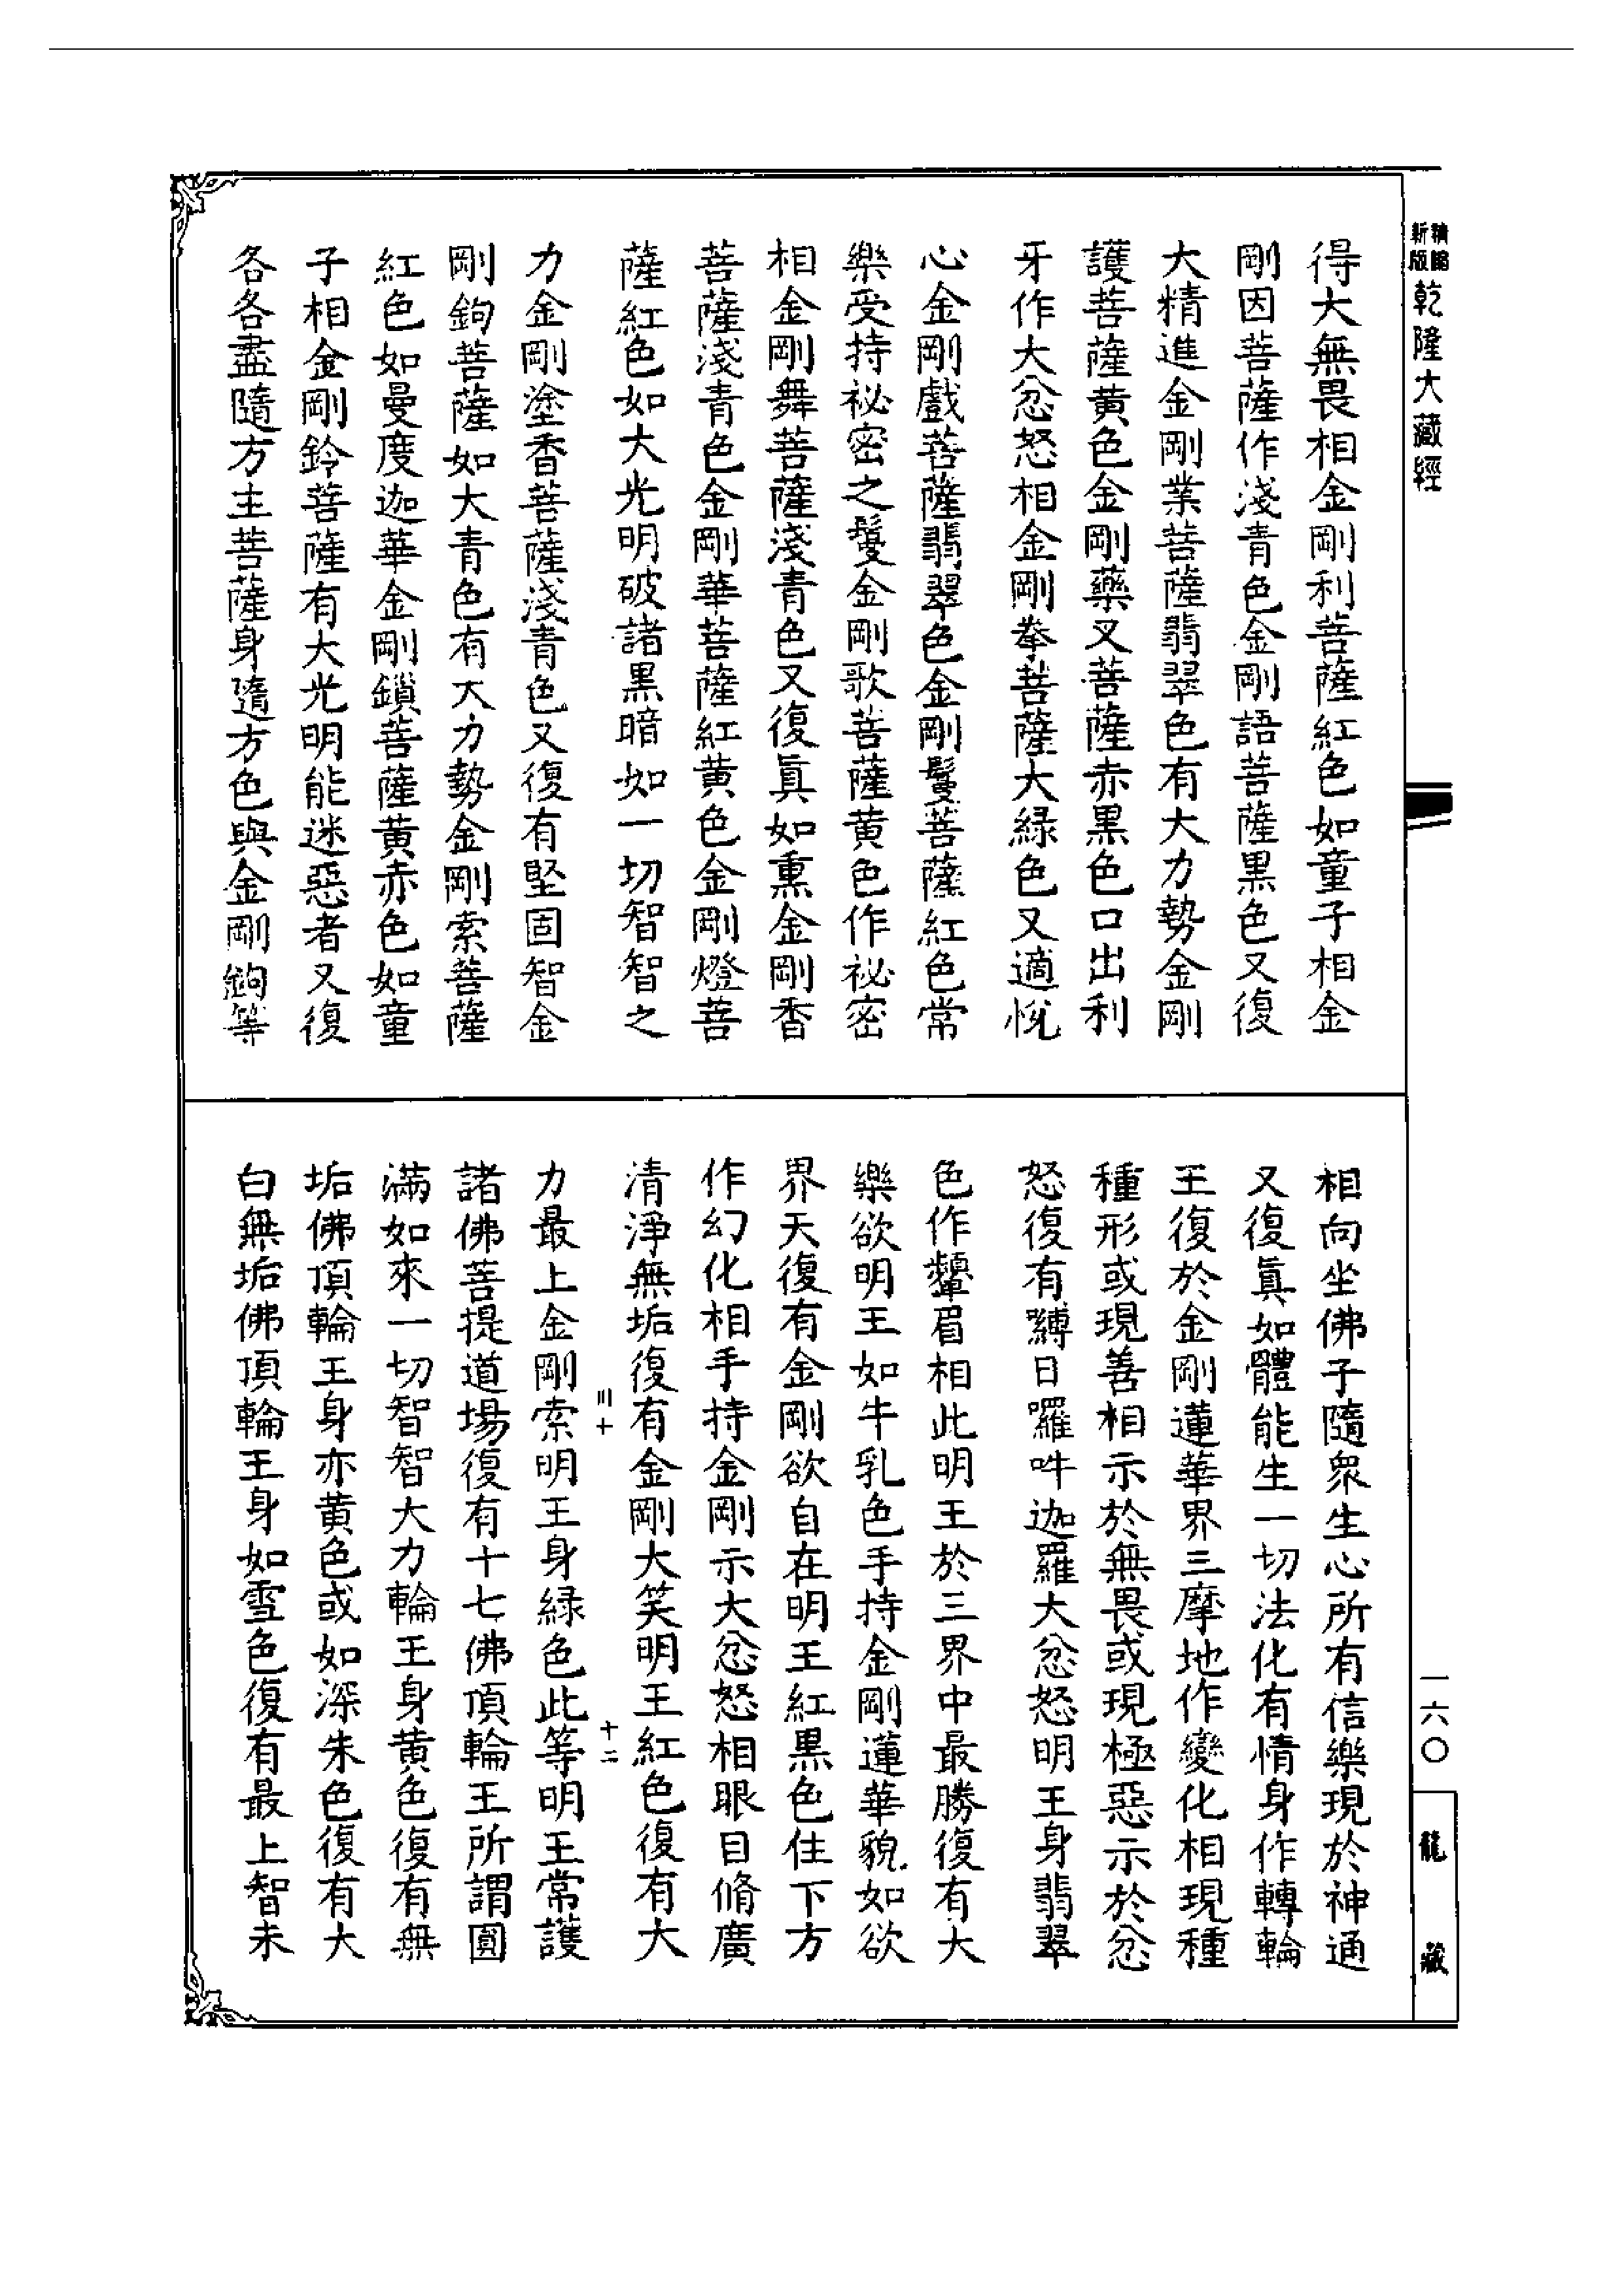 精縮新版乾隆大藏經
得大無畏相金剛利菩薩紅色如童子相金
剛因菩薩作淺青色金剛語菩薩黑色又復
大精進金剛業菩薩翡翠色有大力勢金剛
護菩薩黃色金剛藥叉菩薩赤黑色口出利
牙作大忿怒相金剛拳菩薩大綠色又適悅
心金剛戲菩薩翡翠色金剛鬘菩薩紅色常
樂受持祕密之鬘金剛歌菩薩黃色作祕密
相金剛舞菩薩淺青色又復眞如熏金剛香
菩薩淺青色金剛華菩薩紅黃色金剛燈菩
薩紅色如大光明破諸黑暗如一切智智之
力金剛塗香菩薩淺青色又復有堅固智金
剛鉤菩薩如大青色有大力勢金剛索菩薩
紅色如曼度迦華金剛鎖菩薩黃赤色如童
子相金剛鈴菩薩有大光明能迷惡者又復
各各盡隨方主菩薩身隨方色與金剛鉤等
一六〇
龍藏
相向坐佛子隨衆生心所有信樂現於神通
又復眞如體能生一切法化有情身作轉輪
王復於金剛蓮華界三摩地作變化相現種
種形或現善相示於無畏或現極惡示於忿
怒復有嚩日囉吽迦羅大忿怒明王身翡翠
色作顰眉相此明王於三界中最勝復有大
樂欲明王如牛乳色手持金剛蓮華貌如欲
界天復有金剛欲自在明王紅黑色住下方
作幻化相手持金剛示大忿怒相眼目脩廣
清淨無垢復有金剛大笑明王紅色復有大
川十
十二
力最上金剛索明王身綠色此等明王常護
諸佛菩提道場復有十七佛頂輪王所謂圓
滿如來一切智智大力輪王身黃色復有無
垢佛頂輪王身亦黃色或如深朱色復有大
白無垢佛頂輪王身如雪色復有最上智未